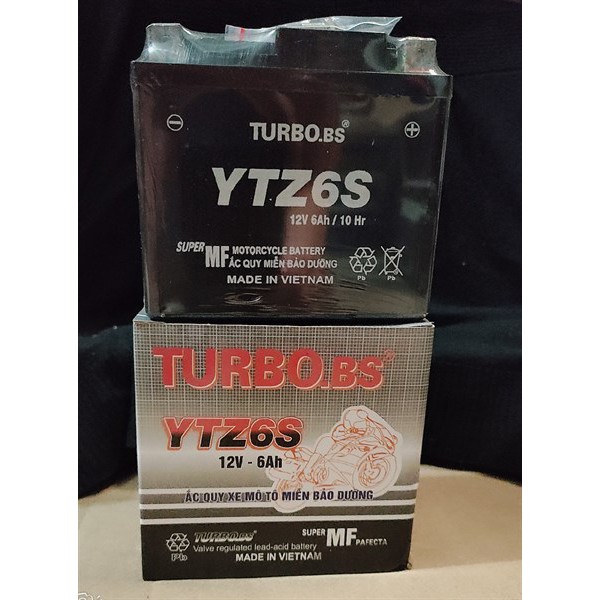 TURBO.BS®
YTZ6S
12V 6Ah / 10 Hr
SUPER MF MOTORCYCLE BATTERY
ẮC QUY MIỄN BẢO DƯỠNG
MADE IN VIETNAM
Pb Pb
TURBO.BS®
YTZ6S
12V - 6Ah
ẮC QUY XE MÔ TÔ MIỄN BẢO DƯỠNG
Pb
TURBO.BS®
Valve regulated lead-acid battery
SUPER MF PAFECTA
MADE IN VIETNAM